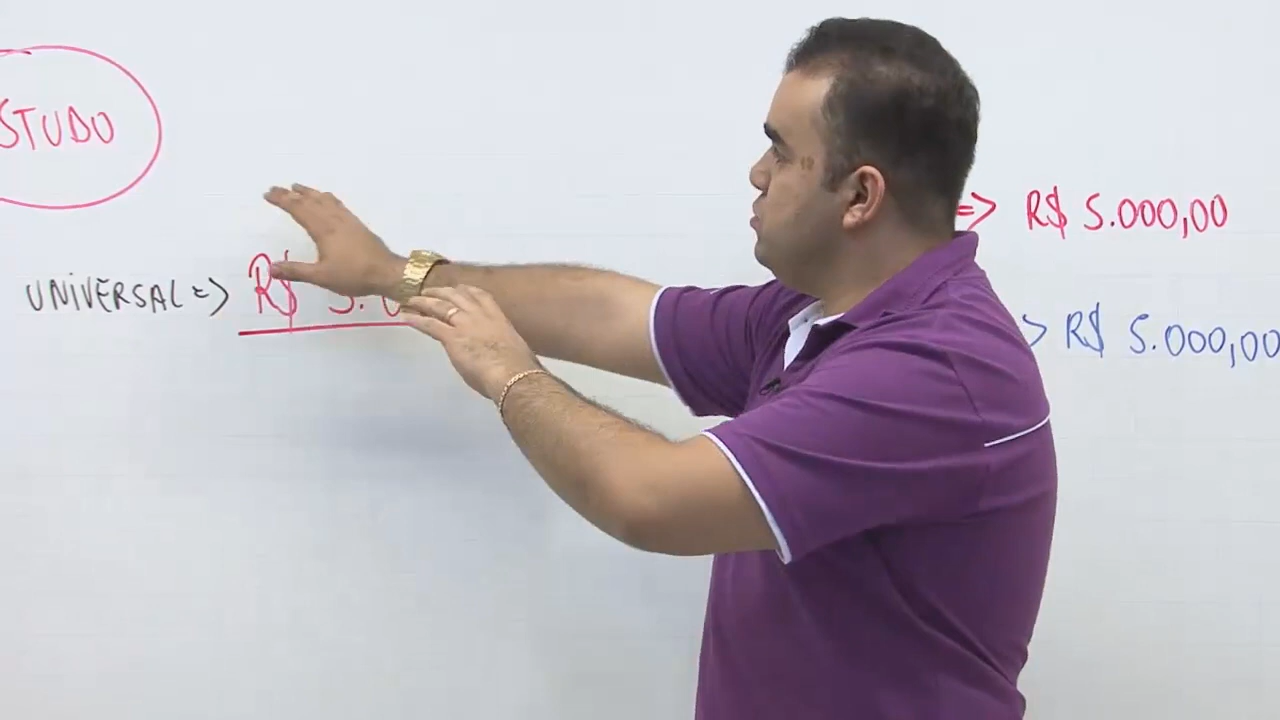 STUDO
=> R$ 5.000,00
UNIVERSAL => R$
> R$ 5.000,00